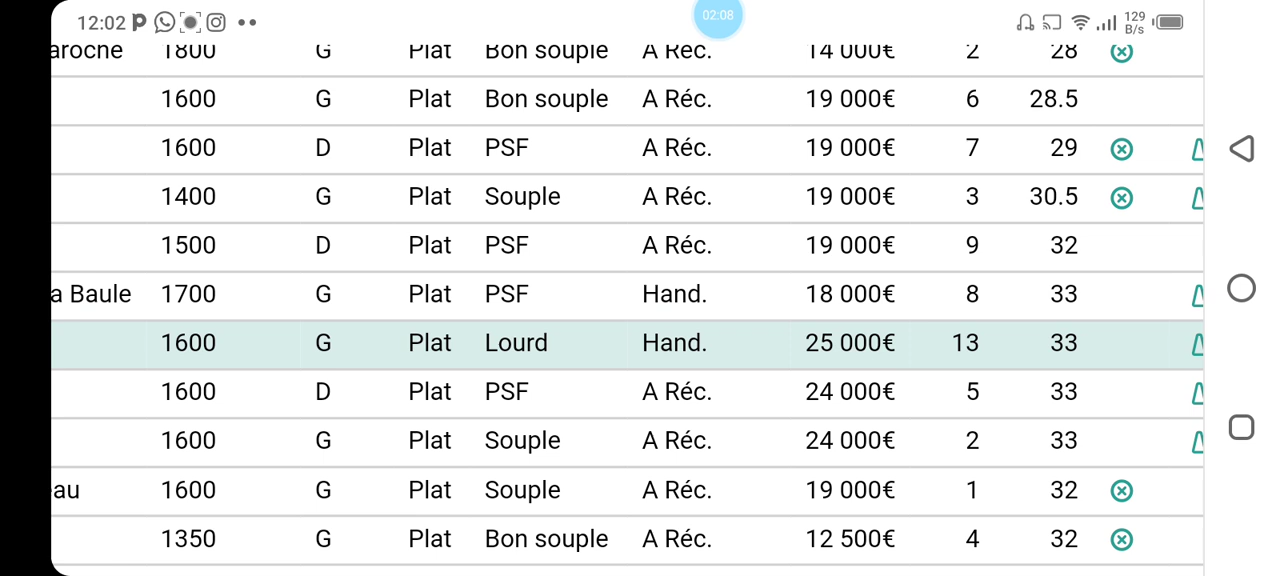 12:02 02:08 129 B/s
aroche 1800 G Plat Bon souple A Réc. 14 000€ 2 28
1600 G Plat Bon souple A Réc. 19 000€ 6 28.5
1600 D Plat PSF A Réc. 19 000€ 7 29
1400 G Plat Souple A Réc. 19 000€ 3 30.5
1500 D Plat PSF A Réc. 19 000€ 9 32
a Baule 1700 G Plat PSF Hand. 18 000€ 8 33
1600 G Plat Lourd Hand. 25 000€ 13 33
1600 D Plat PSF A Réc. 24 000€ 5 33
1600 G Plat Souple A Réc. 24 000€ 2 33
eau 1600 G Plat Souple A Réc. 19 000€ 1 32
1350 G Plat Bon souple A Réc. 12 500€ 4 32